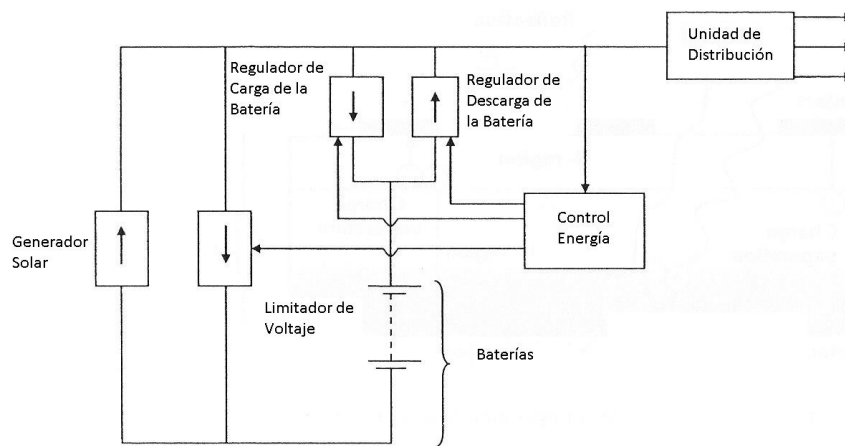 Unidad de
Distribución
Regulador de
Carga de la
Batería
Regulador de
Descarga de
la Batería
Generador
Solar
Control
Energía
Limitador de
Voltaje
Baterías